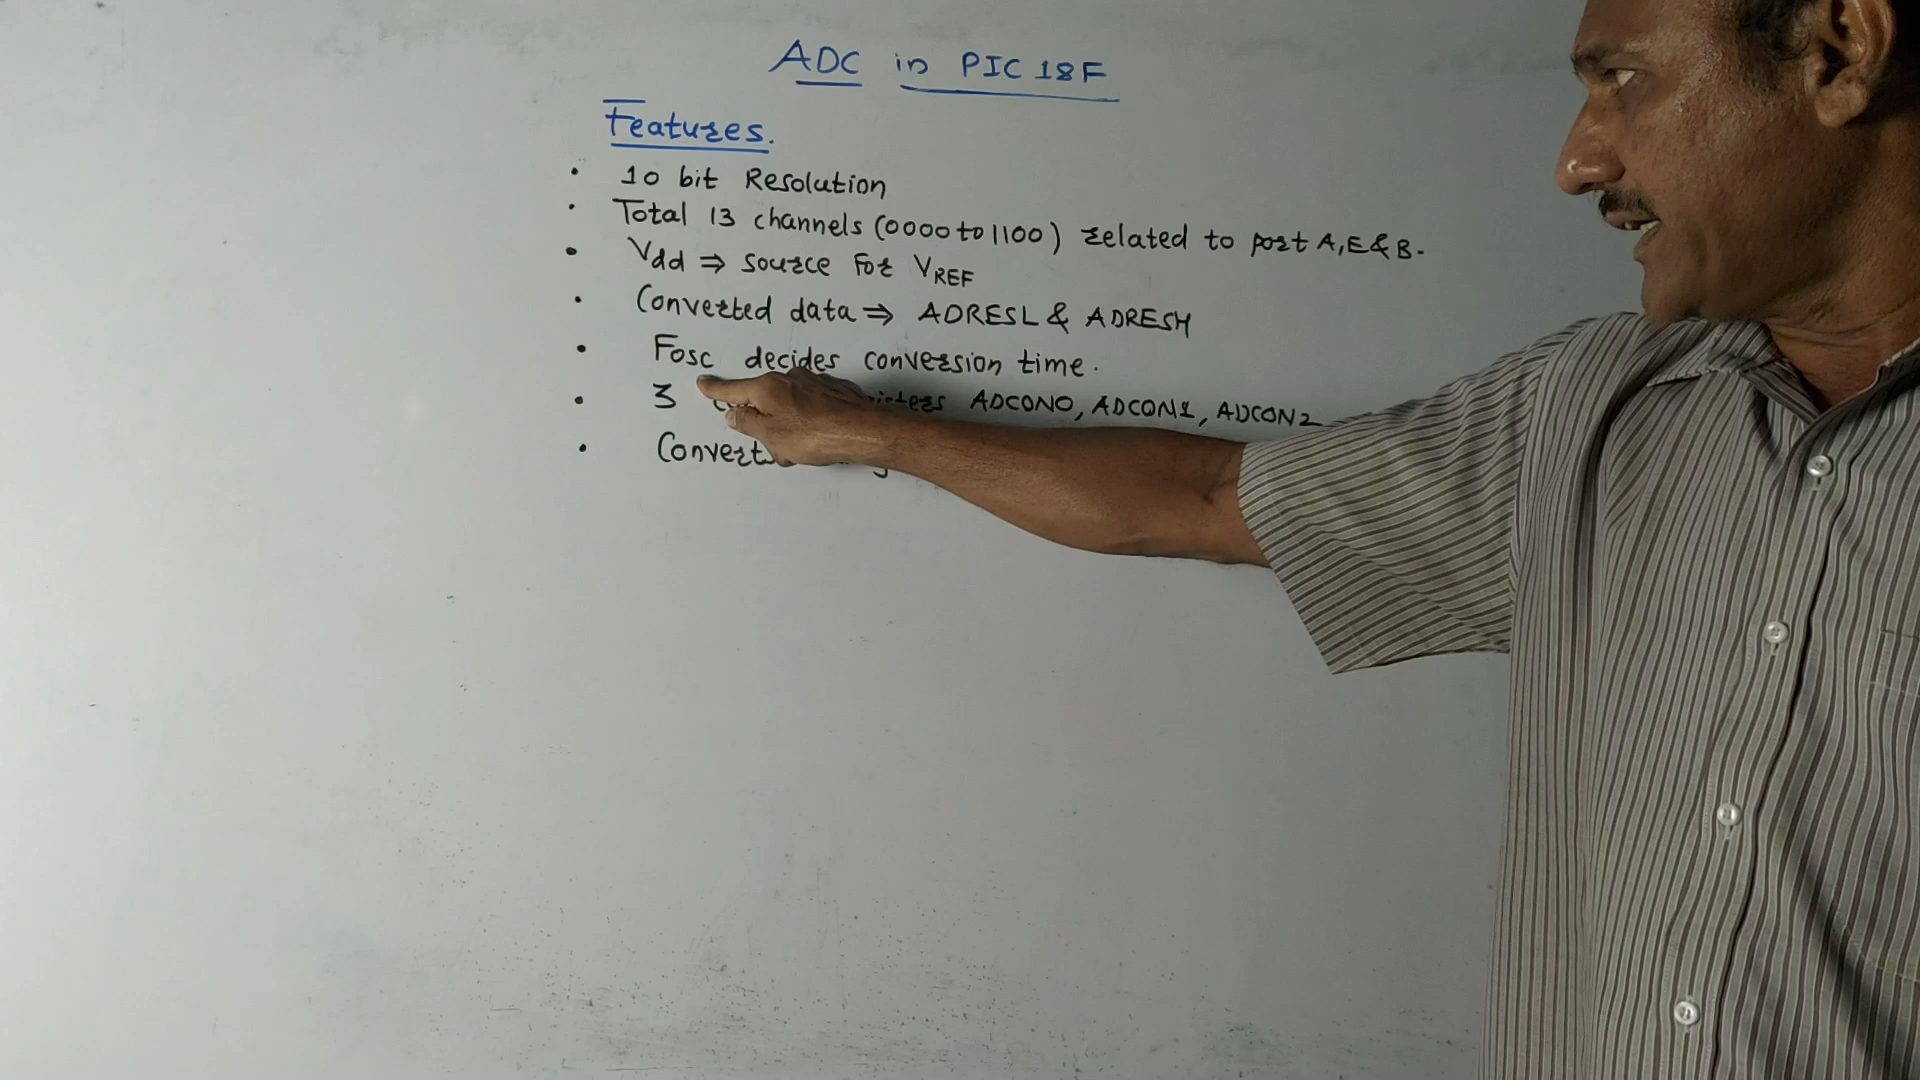 ADC in PIC 18F
Features.
• 10 bit Resolution
• Total 13 channels (0000 to 1100) related to port A, E & B.
• Vdd ⇒ source for VREF
• Converted data ⇒ ADRESL & ADRESH
• Fosc decides conversion time.
• 3 ADCON0, ADCON1, ADCON2
•